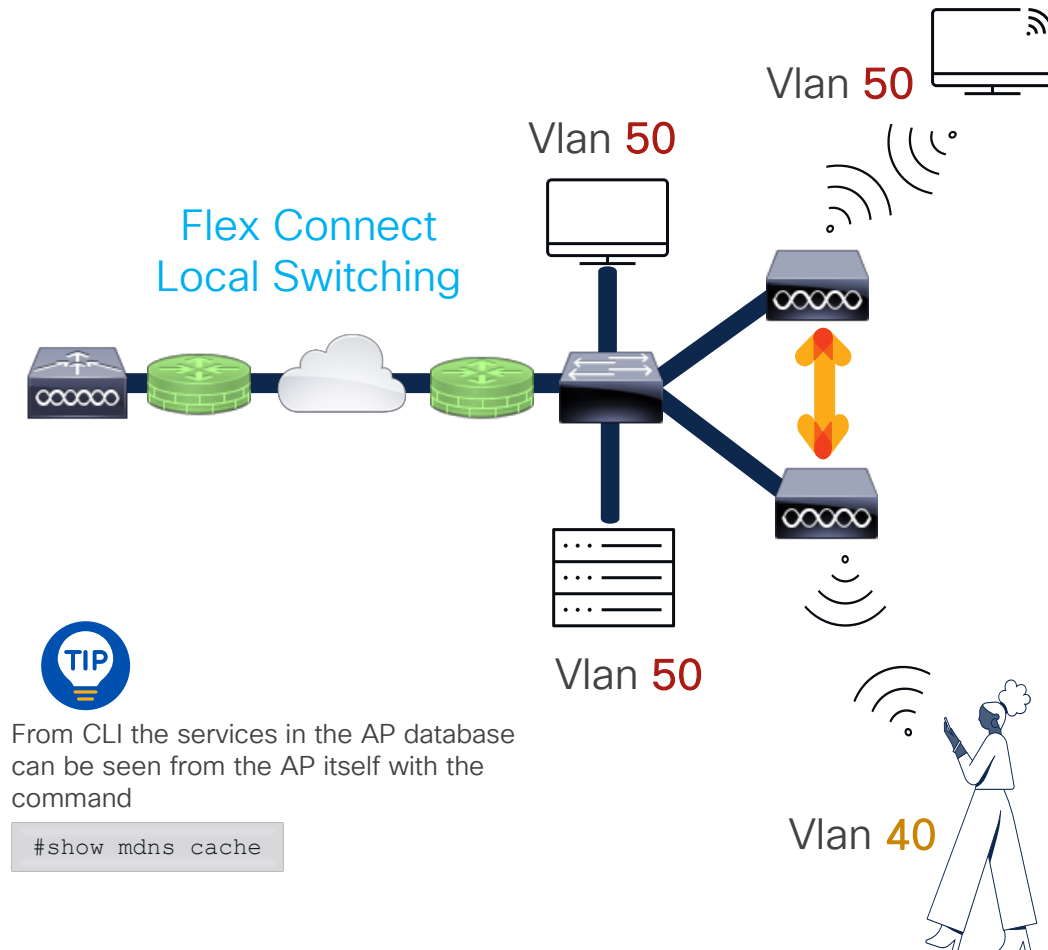 Vlan 50
Vlan 50
Flex Connect
Local Switching
TIP
Vlan 50
From CLI the services in the AP database
can be seen from the AP itself with the
command
#show mdns cache
Vlan 40